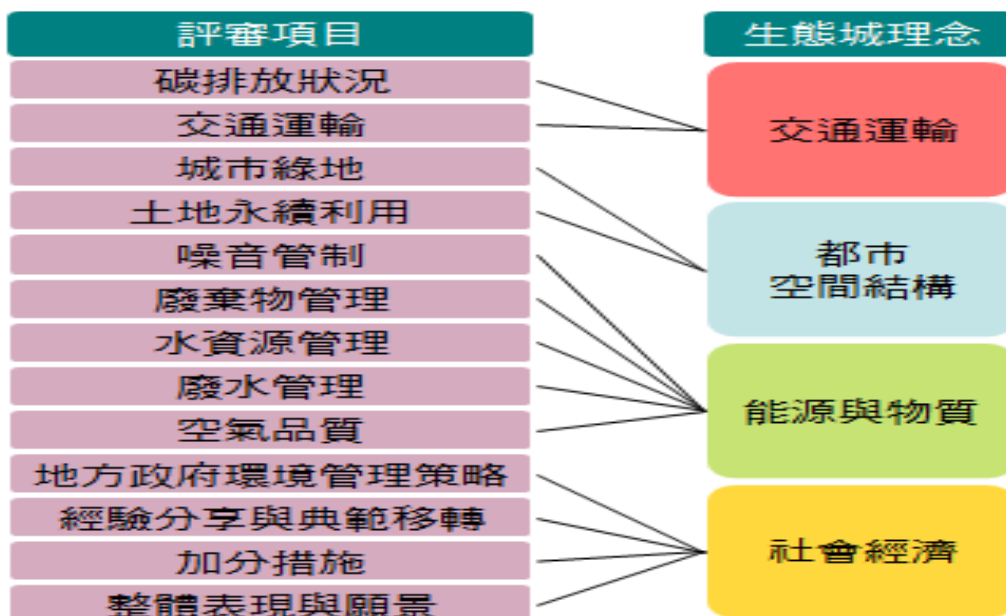 評審項目
碳排放狀況
交通運輸
城市綠地
土地永續利用
噪音管制
廢棄物管理
水資源管理
廢水管理
空氣品質
地方政府環境管理策略
經驗分享與典範移轉
加分措施
整體表現與願景
生態城理念
交通運輸
都市
空間結構
能源與物質
社會經濟